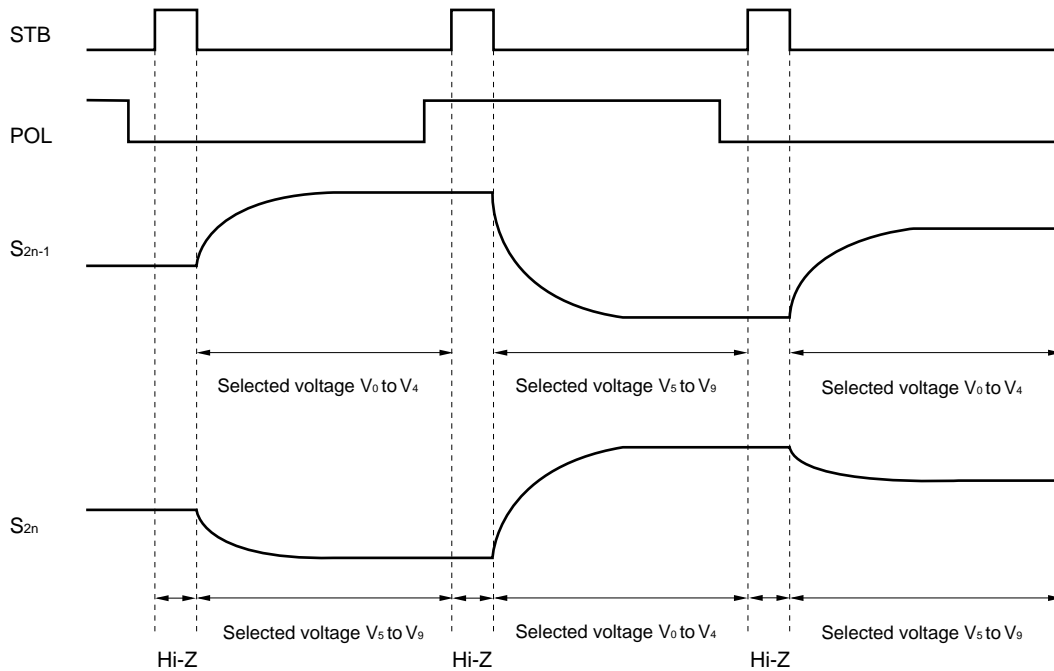 STB
POL
S2n-1
Selected voltage V0 to V4 Selected voltage V5 to V9 Selected voltage V0 to V4
S2n
Selected voltage V5 to V9 Selected voltage V0 to V4 Selected voltage V5 to V9
Hi-Z Hi-Z Hi-Z